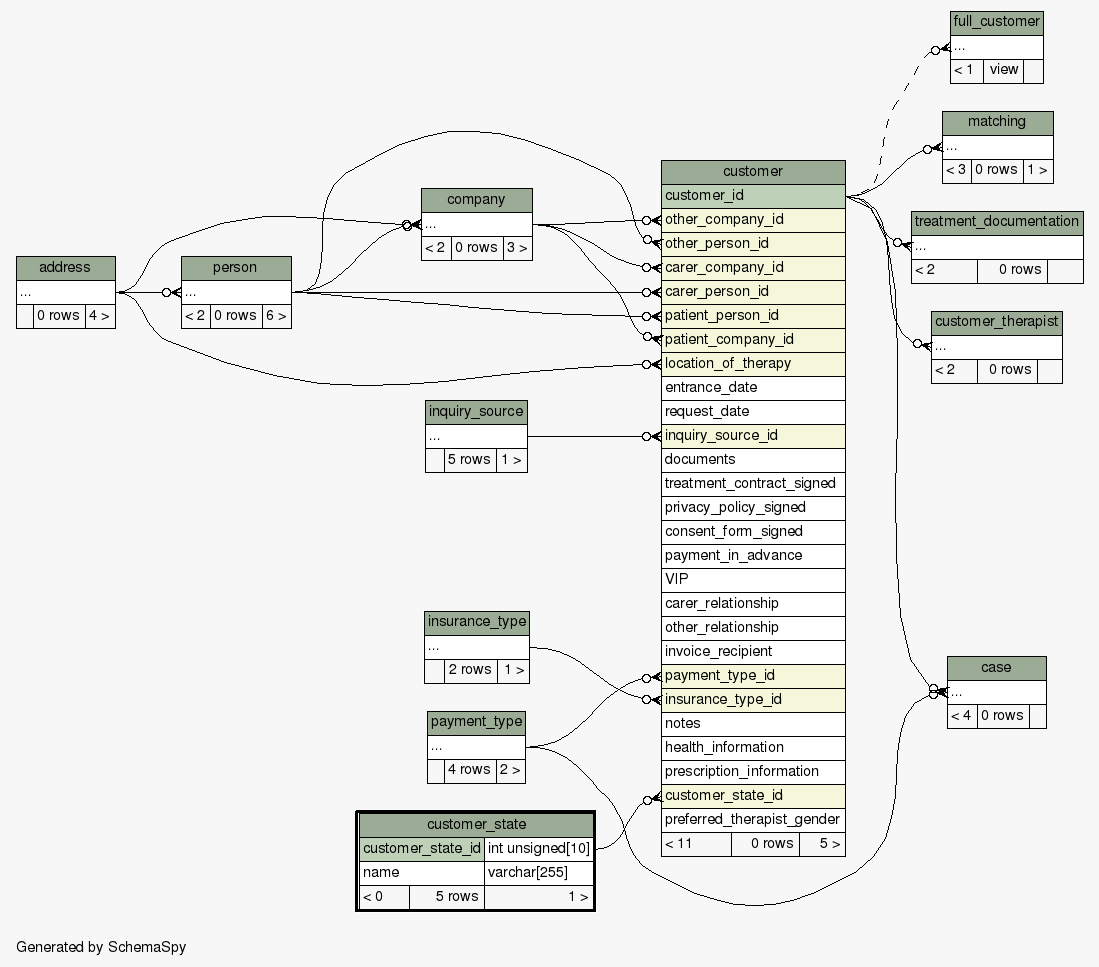 full_customer
...
< 1 view
matching
...
< 3 0 rows 1 >
customer
customer_id
other_company_id
other_person_id
carer_company_id
carer_person_id
patient_person_id
patient_company_id
location_of_therapy
entrance_date
request_date
inquiry_source_id
documents
treatment_contract_signed
privacy_policy_signed
consent_form_signed
payment_in_advance
VIP
carer_relationship
other_relationship
invoice_recipient
payment_type_id
insurance_type_id
notes
health_information
prescription_information
customer_state_id
preferred_therapist_gender
< 11 0 rows 5 >
company
...
< 2 0 rows 3 >
treatment_documentation
...
< 2 0 rows
address
...
0 rows 4 >
person
...
< 2 0 rows 6 >
customer_therapist
...
< 2 0 rows
inquiry_source
...
5 rows 1 >
insurance_type
...
2 rows 1 >
case
...
< 4 0 rows
payment_type
...
4 rows 2 >
customer_state
customer_state_id int unsigned[10]
name varchar[255]
< 0 5 rows 1 >
Generated by SchemaSpy